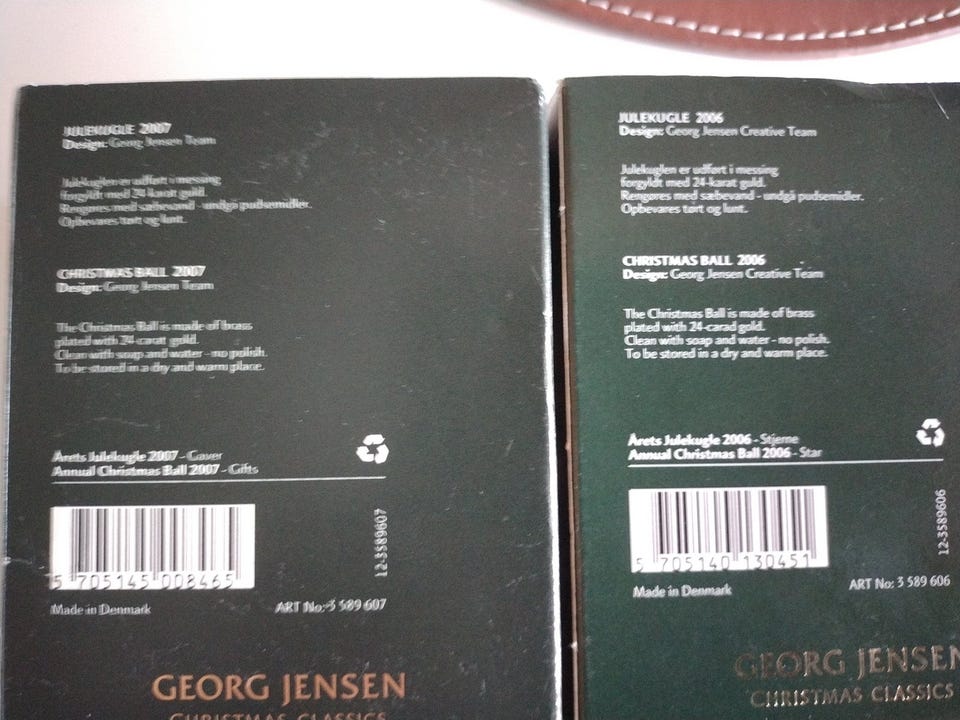 JULEKUGLE 2007
Design: Georg Jensen Team
Julekuglen er udført i messing
forgyldt med 24-karat guld.
Rengøres med sæbevand - undgå pudsemidler.
Opbevares tørt og lunt.
CHRISTMAS BALL 2007
Design: Georg Jensen Team
The Christmas Ball is made of brass
plated with 24-carat gold.
Clean with soap and water - no polish.
To be stored in a dry and warm place.
Årets Julekugle 2007 - Gaver
Annual Christmas Ball 2007 - Gifts
5 705145 008465
12-3589607
Made in Denmark
ART No: 3 589 607
GEORG JENSEN
CHRISTMAS CLASSICS
JULEKUGLE 2006
Design: Georg Jensen Creative Team
Julekuglen er udført i messing
forgyldt med 24-karat guld.
Rengøres med sæbevand - undgå pudsemidler.
Opbevares tørt og lunt.
CHRISTMAS BALL 2006
Design: Georg Jensen Creative Team
The Christmas Ball is made of brass
plated with 24-carad gold.
Clean with soap and water - no polish.
To be stored in a dry and warm place.
Årets Julekugle 2006 - Stjerne
Annual Christmas Ball 2006 - Star
5 705140 130451
12-3589606
Made in Denmark
ART No: 3 589 606
GEORG JENSEN
CHRISTMAS CLASSICS